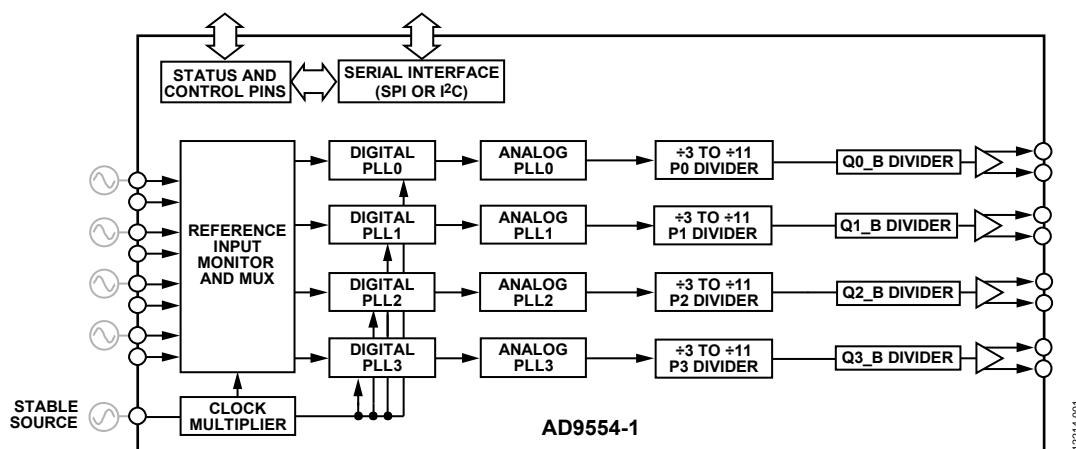 STATUS AND
CONTROL PINS
SERIAL INTERFACE
(SPI OR I²C)
REFERENCE
INPUT
MONITOR
AND MUX
DIGITAL
PLL0
ANALOG
PLL0
÷3 TO ÷11
P0 DIVIDER
Q0_B DIVIDER
DIGITAL
PLL1
ANALOG
PLL1
÷3 TO ÷11
P1 DIVIDER
Q1_B DIVIDER
DIGITAL
PLL2
ANALOG
PLL2
÷3 TO ÷11
P2 DIVIDER
Q2_B DIVIDER
DIGITAL
PLL3
ANALOG
PLL3
÷3 TO ÷11
P3 DIVIDER
Q3_B DIVIDER
STABLE
SOURCE
CLOCK
MULTIPLIER
AD9554-1